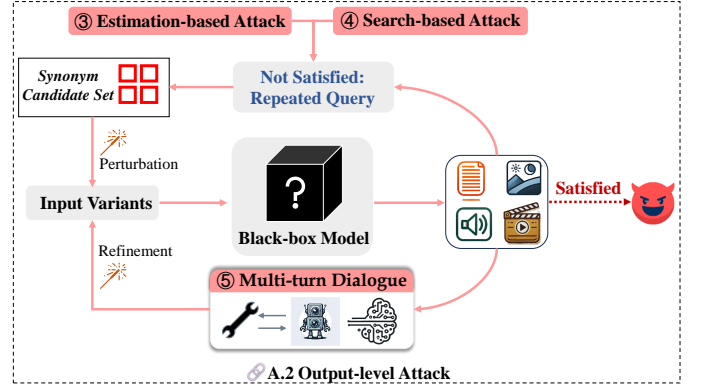 ③ Estimation-based Attack
④ Search-based Attack
Synonym
Candidate Set
Not Satisfied:
Repeated Query
Perturbation
Input Variants
?
Black-box Model
Satisfied
Refinement
⑤ Multi-turn Dialogue
A.2 Output-level Attack